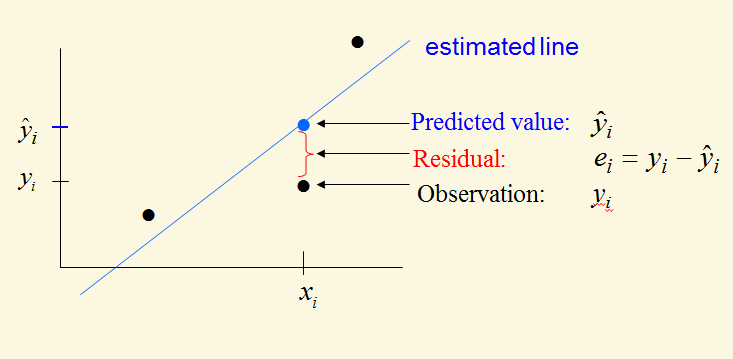 estimated line
ŷᵢ
Predicted value: ŷᵢ
Residual: eᵢ = yᵢ − ŷᵢ
yᵢ
Observation: yᵢ
xᵢ